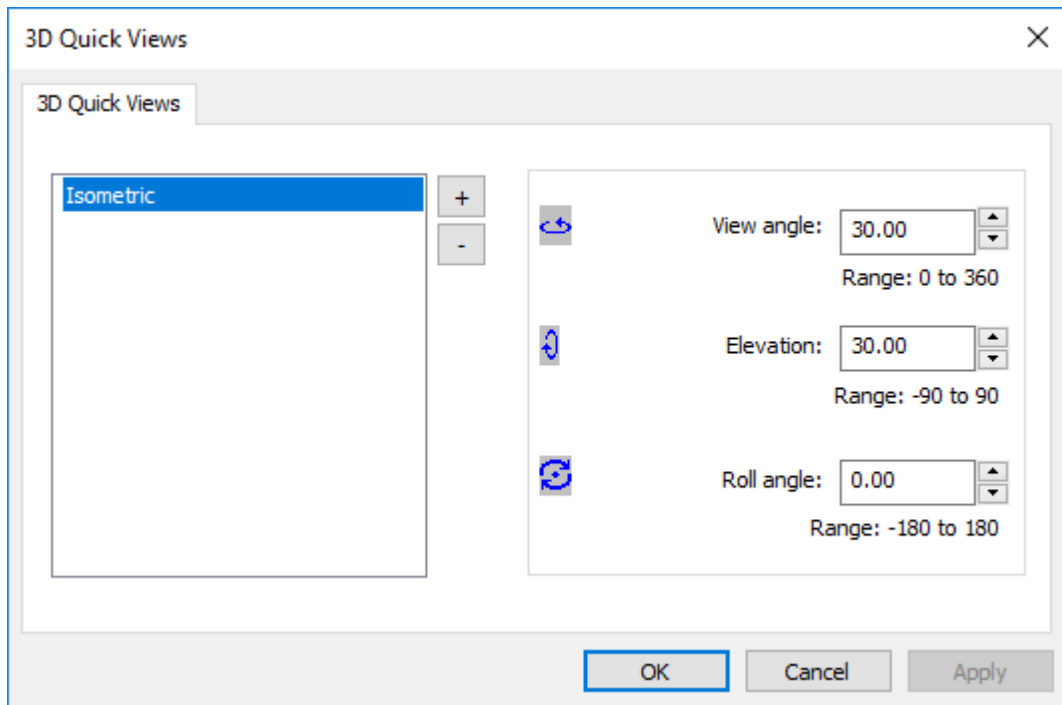 3D Quick Views
3D Quick Views
Isometric
+
-
View angle: 30.00
Range: 0 to 360
Elevation: 30.00
Range: -90 to 90
Roll angle: 0.00
Range: -180 to 180
OK Cancel Apply